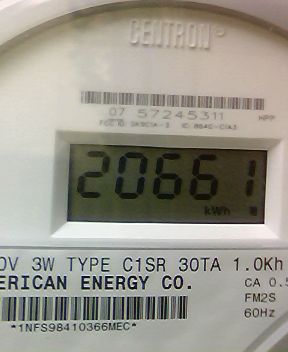 CENTRON
07 57245311
20661
kWh
0V 3W TYPE C1SR 30TA 1.0Kh
ERICAN ENERGY CO.
CA 0.5
FM2S
60Hz
*1NFS98410366MEC*